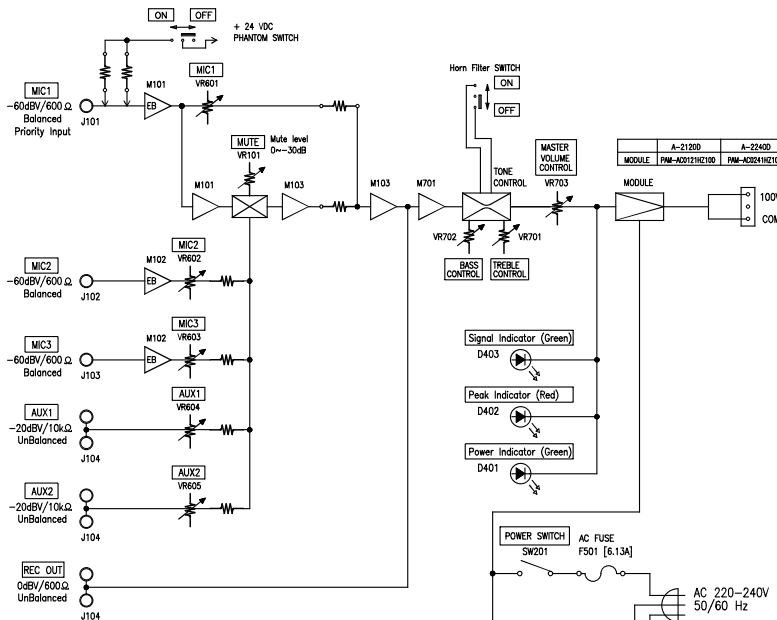 ON OFF
+ 24 VDC
PHANTOM SWITCH
MIC1
-60dBV/600 Ω
Balanced
Priority Input
J101
M101
EB
MIC1
VR601
MUTE
VR101
Mute level
0~-30dB
M101
M103
M103
M701
Horn Filter SWITCH
ON
OFF
TONE
CONTROL
MASTER
VOLUME
CONTROL
VR703
VR702
VR701
BASS
CONTROL
TREBLE
CONTROL
A-2120D A-2240D
MODULE PAM-AC0121HZ10D
MODULE
100V
COM
MIC2
-60dBV/600 Ω
Balanced
J102
M102
EB
MIC2
VR602
MIC3
-60dBV/600 Ω
Balanced
J103
M102
EB
MIC3
VR603
AUX1
-20dBV/10kΩ
UnBalanced
J104
AUX1
VR604
AUX2
-20dBV/10kΩ
UnBalanced
J104
AUX2
VR605
REC OUT
0dBV/600Ω
UnBalanced
J104
Signal Indicator (Green)
D403
Peak Indicator (Red)
D402
Power Indicator (Green)
D401
POWER SWITCH
SW201
AC FUSE
F501 [6.13A]
AC 220-240V
50/60 Hz